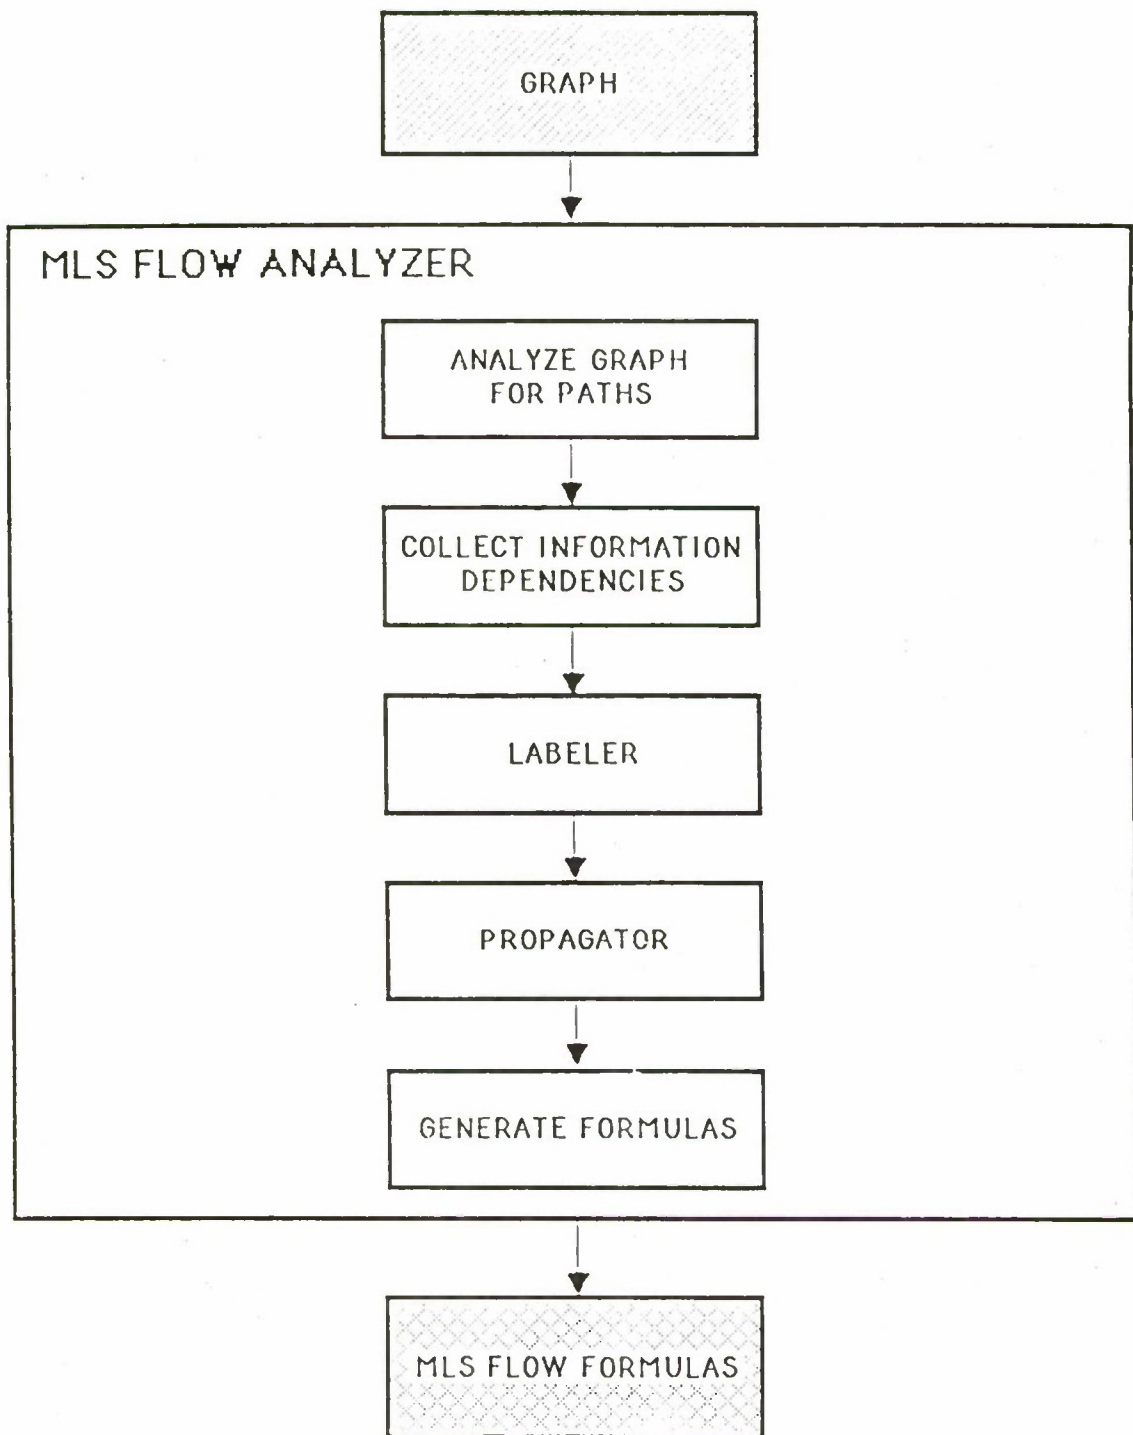 GRAPH
MLS FLOW ANALYZER
ANALYZE GRAPH
FOR PATHS
COLLECT INFORMATION
DEPENDENCIES
LABELER
PROPAGATOR
GENERATE FORMULAS
MLS FLOW FORMULAS